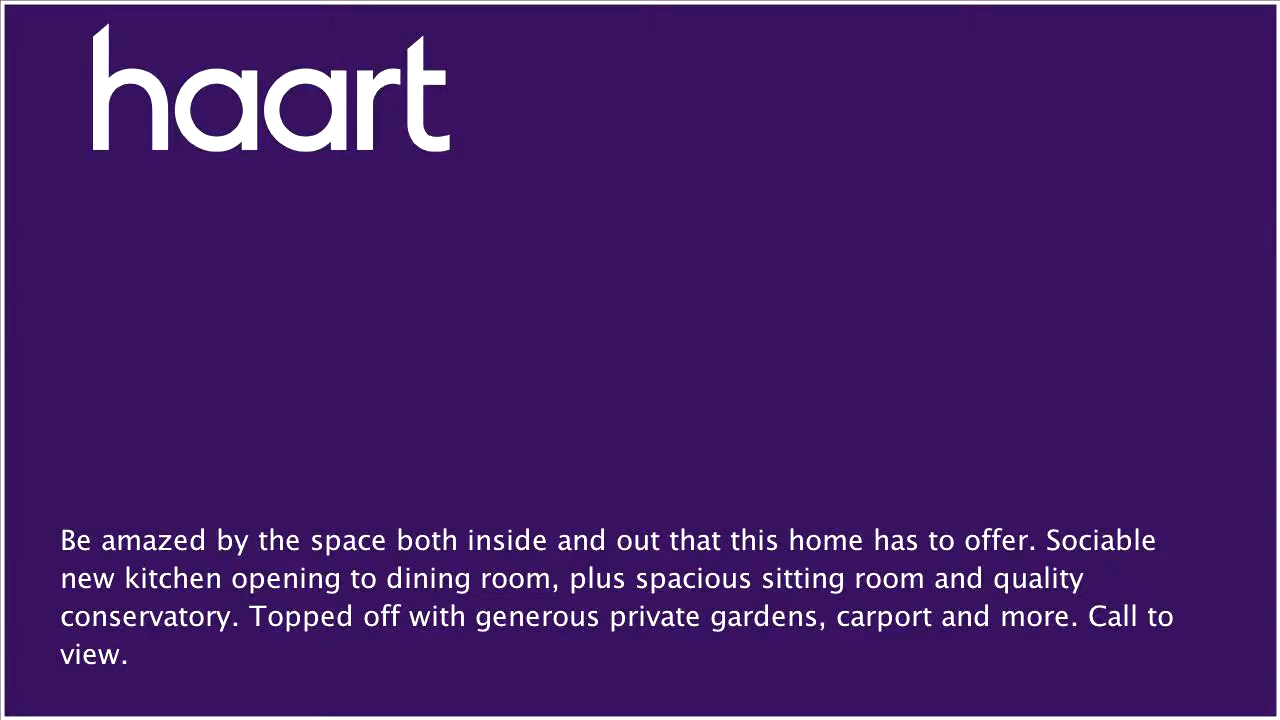 haart
Be amazed by the space both inside and out that this home has to offer. Sociable
new kitchen opening to dining room, plus spacious sitting room and quality
conservatory. Topped off with generous private gardens, carport and more. Call to
view.